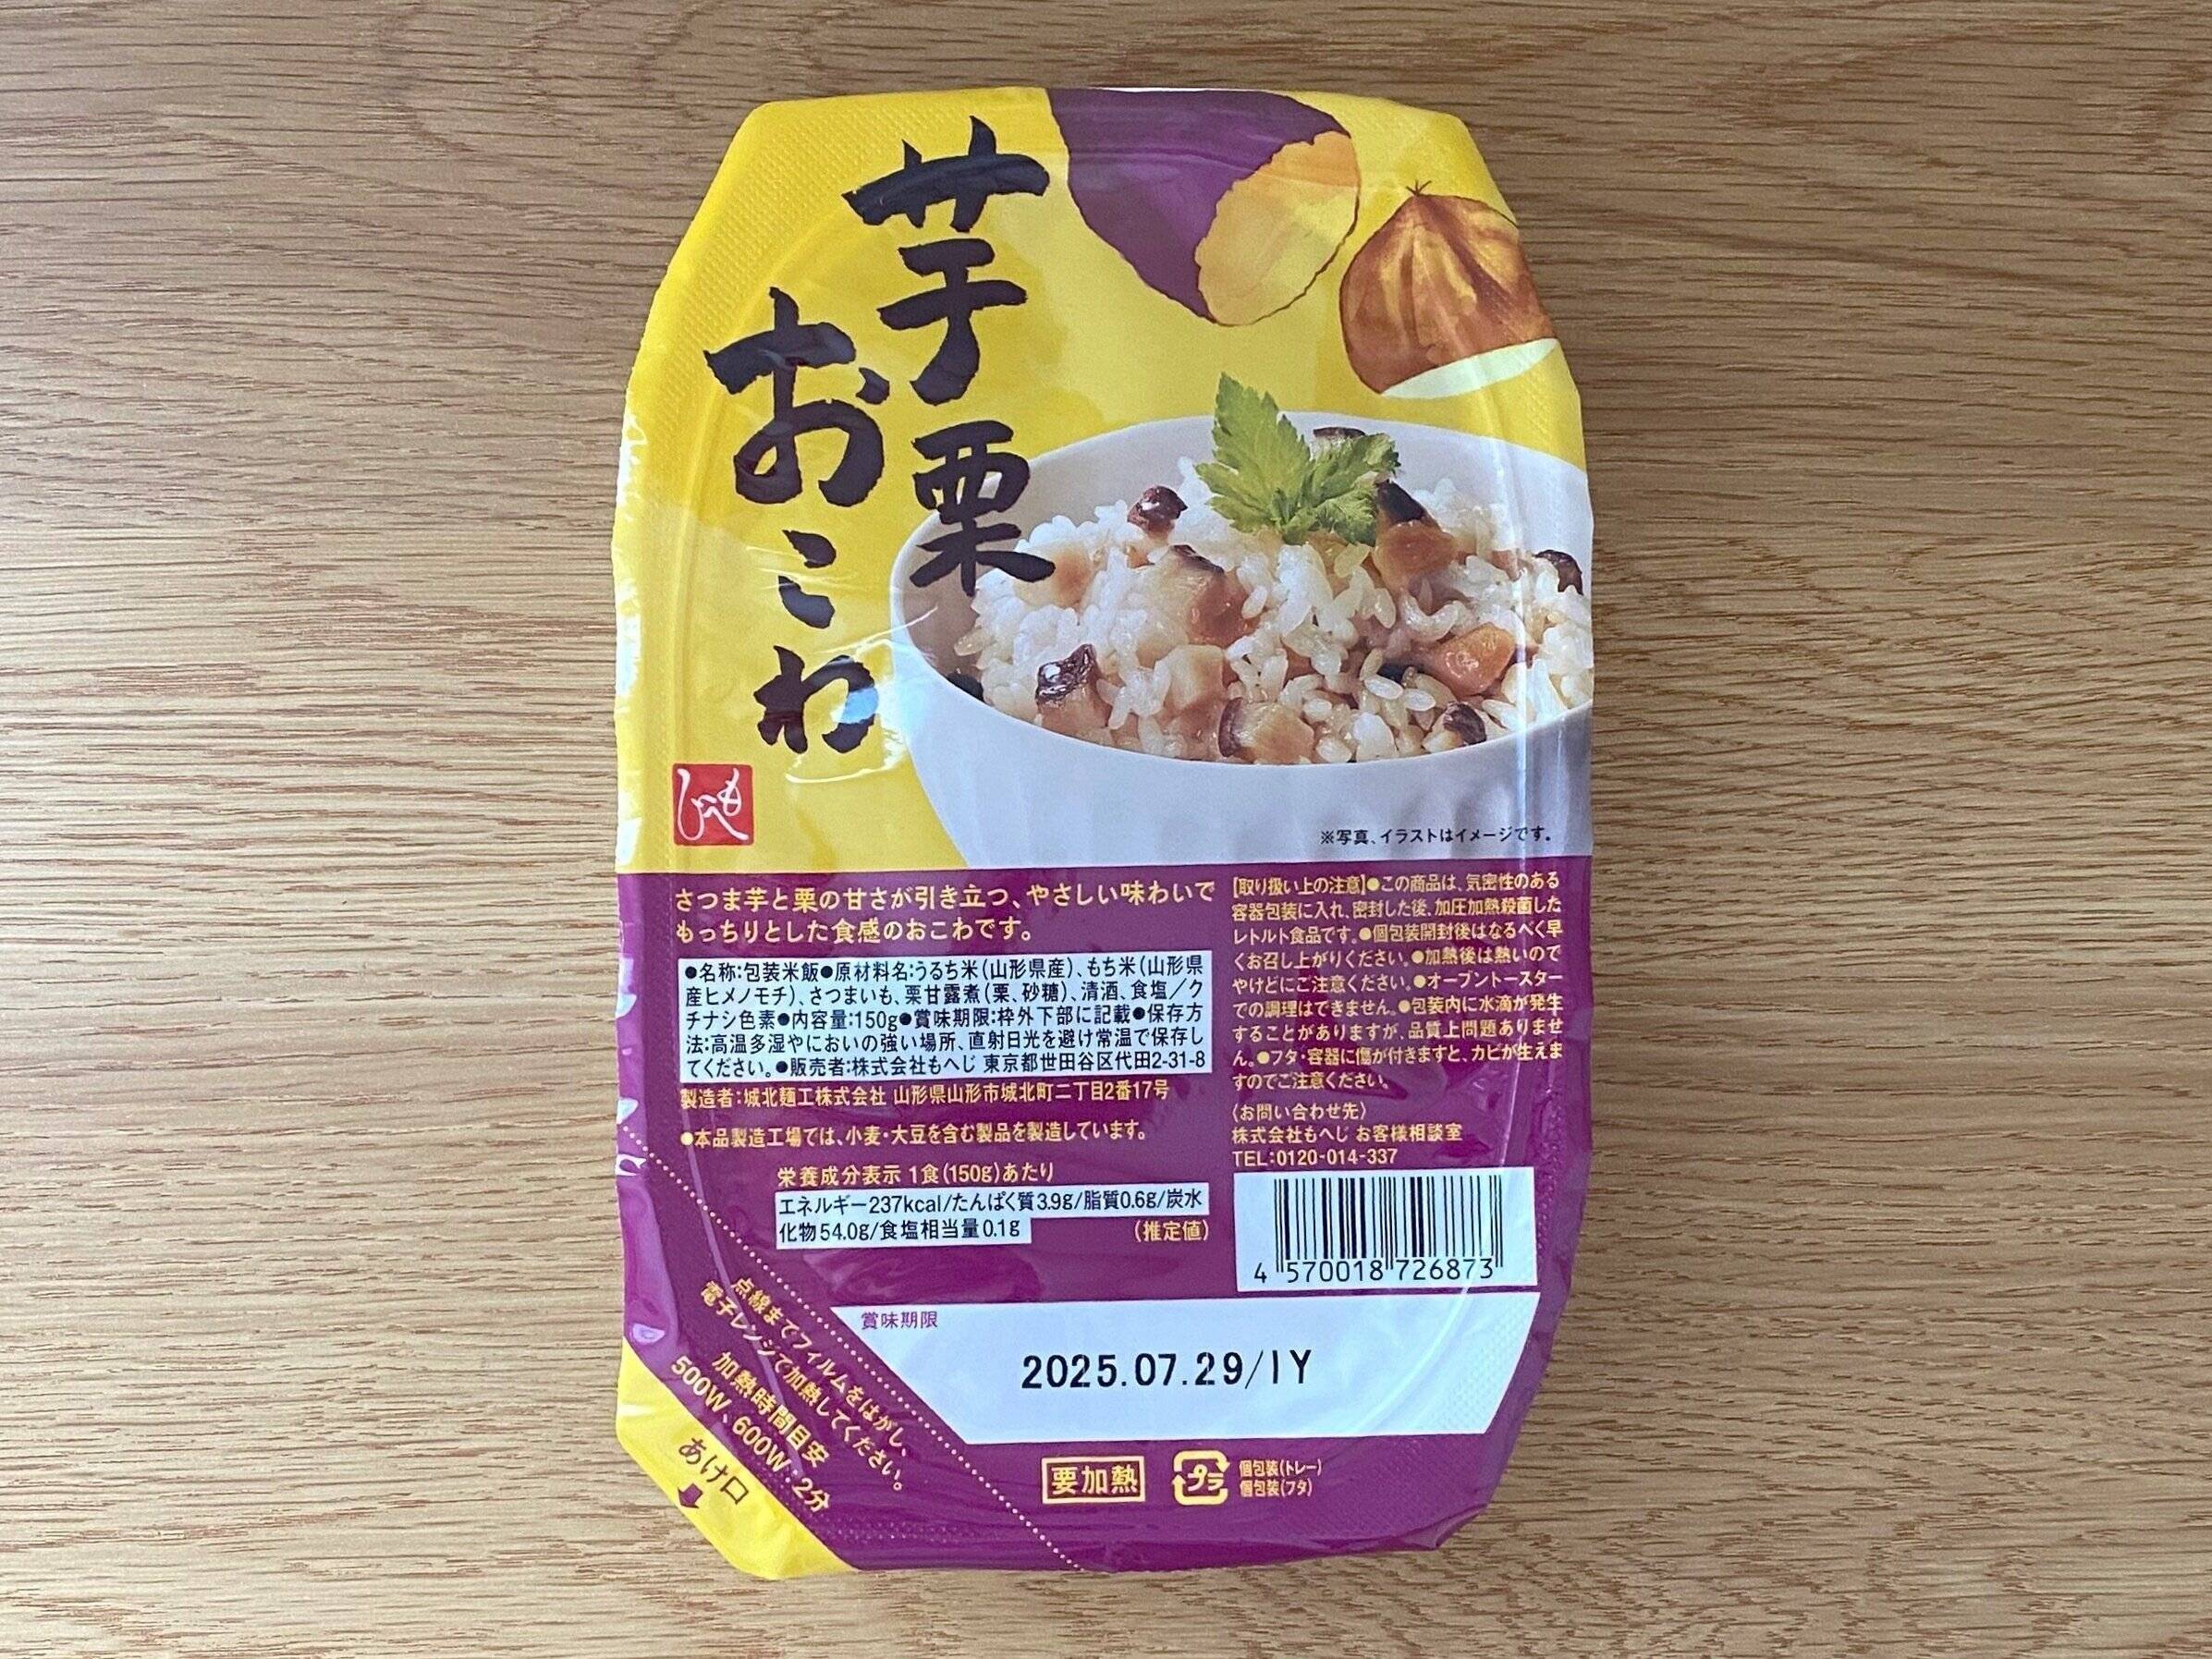 芋栗
おこわ
もへじ
※写真、イラストはイメージです。
さつま芋と栗の甘さが引き立つ、やさしい味わいで
もっちりとした食感のおこわです。
●名称:包装米飯●原材料名:うるち米(山形県産)、もち米(山形県
産ヒメノモチ)、さつまいも、栗甘露煮(栗、砂糖)、清酒、食塩/ク
チナシ色素●内容量:150g●賞味期限:枠外下部に記載●保存方
法:高温多湿やにおいの強い場所、直射日光を避け常温で保存し
てください。●販売者:株式会社もへじ 東京都世田谷区代田2-31-8
製造者:城北麺工株式会社 山形県山形市城北町二丁目2番17号
●本品製造工場では、小麦・大豆を含む製品を製造しています。
栄養成分表示 1食(150g)あたり
エネルギー237kcal/たんぱく質3.9g/脂質0.6g/炭水
化物54.0g/食塩相当量0.1g (推定値)
【取り扱い上の注意】●この商品は、気密性のある
容器包装に入れ、密封した後、加圧加熱殺菌した
レトルト食品です。●個包装開封後はなるべく早
くお召し上がりください。●加熱後は熱いので
やけどにご注意ください。●オーブントースター
での調理はできません。●包装内に水滴が発生
することがありますが、品質上問題ありませ
ん。●フタ・容器に傷が付きますと、カビが生えま
すのでご注意ください。
〈お問い合わせ先〉
株式会社もへじ お客様相談室
TEL:0120-014-337
4 570018 726873
賞味期限
2025.07.29/IY
点線までフィルムをはがし、
電子レンジで加熱してください。
加熱時間目安
500W、600W:2分
あけ口
要加熱
プラ
個包装(トレー)
個包装(フタ)